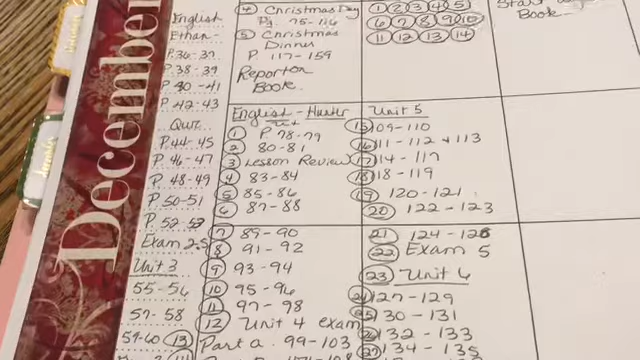 December
English
Ethan-
P. 36-37
P. 38-39
P. 40-41
P. 42-43
Quiz
P. 44-45
P. 46-47
P. 48-49
P. 50-51
P. 52-53
Exam 2.5
Unit 3
55-56
57-58
59-60 (13)
(4) Christmas Day
Pg. 75-116
(5) Christmas
Dinner
P. 117-159
Report on
Book.
English - Hunter
(1) P 78-79
(2) 80-81
(3) Lesson Review
(4) 83-84
(5) 85-86
(6) 87-88
(7) 89-90
(8) 91-92
(9) 93-94
(10) 95-96
(11) 97-98
(12) Unit 4 exam
Part a. 99-103
(1) (2) (3) (4) (5)
(6) (7) (8) (9) (10)
(11) (12) (13) (14)
Unit 5
(15) 109-110
(16) 111-112 + 113
(17) 114-117
(18) 118-119
(19) 120-121
(20) 122-123
(21) 124-126
(22) Exam 5
(23) Unit 6
(24) 127-129
(25) 130-131
(26) 132-133
(27) 134-135
Book